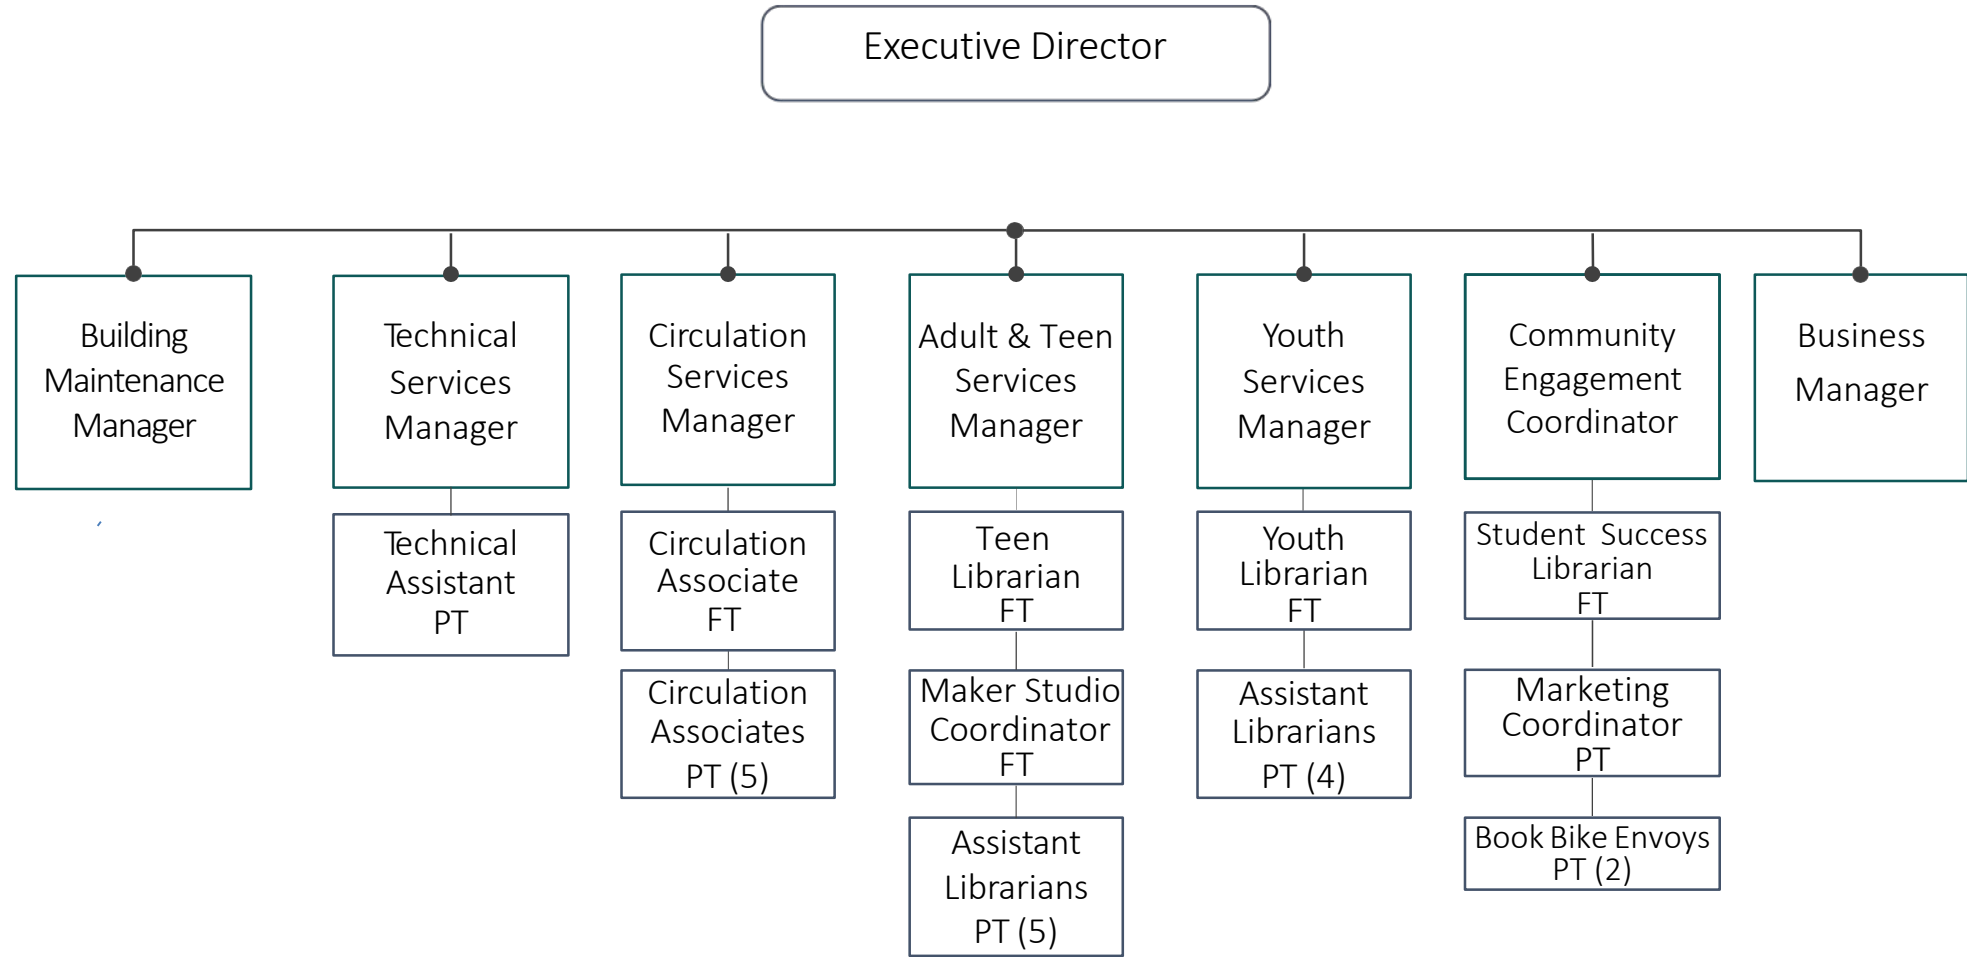 Executive Director
Building
Maintenance
Manager
Technical
Services
Manager
Circulation
Services
Manager
Adult & Teen
Services
Manager
Youth
Services
Manager
Community
Engagement
Coordinator
Business
Manager
Technical
Assistant
PT
Circulation
Associate
FT
Circulation
Associates
PT (5)
Teen
Librarian
FT
Maker Studio
Coordinator
FT
Assistant
Librarians
PT (5)
Youth
Librarian
FT
Assistant
Librarians
PT (4)
Student Success
Librarian
FT
Marketing
Coordinator
PT
Book Bike Envoys
PT (2)